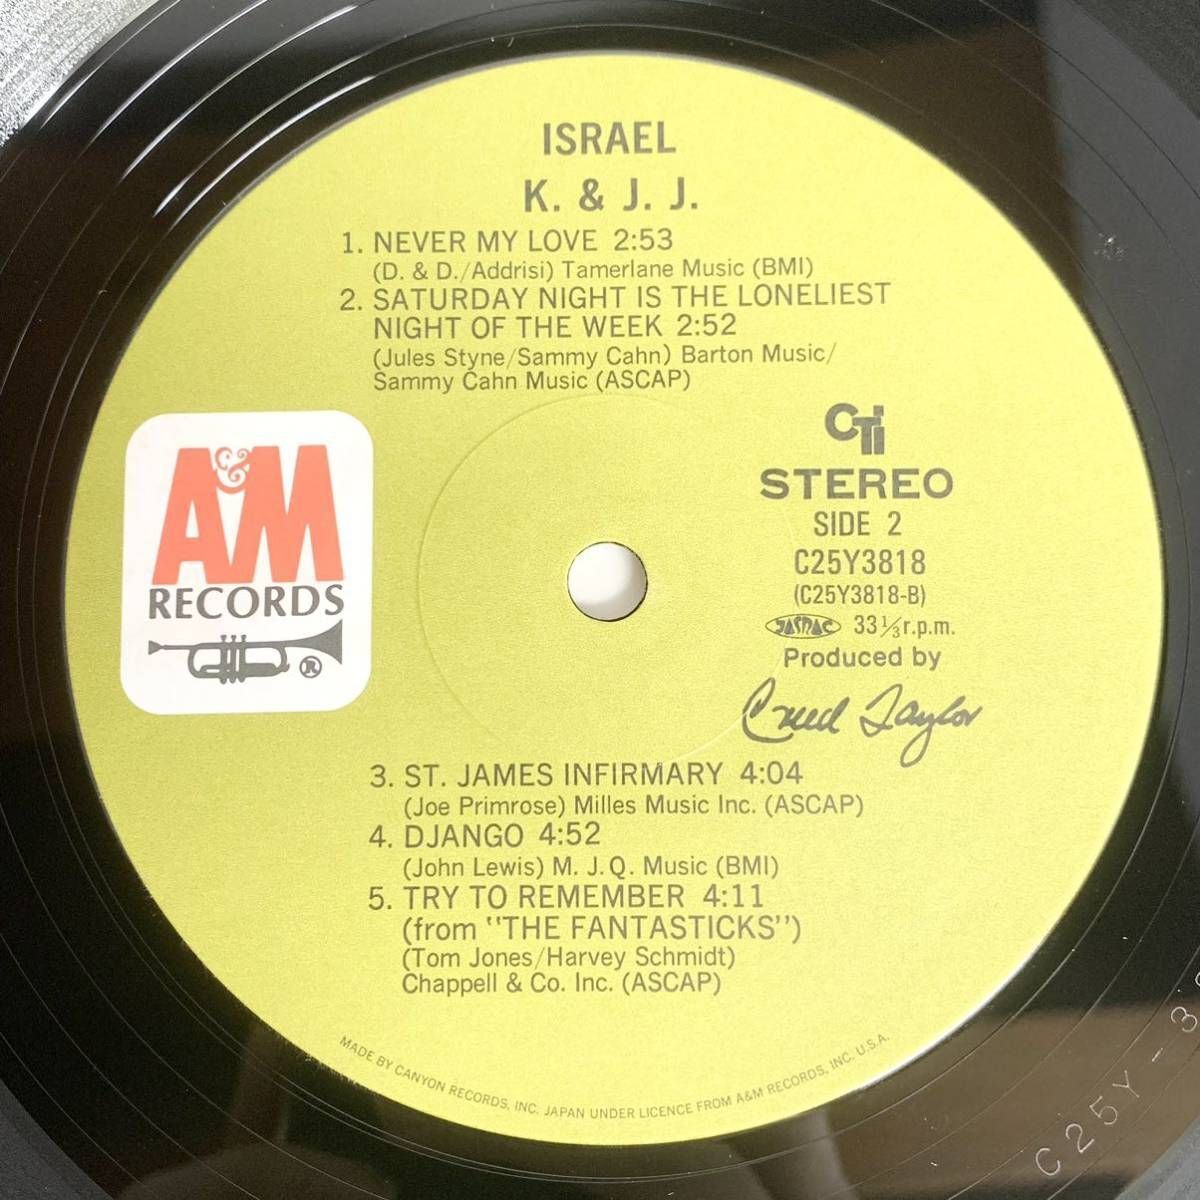 ISRAEL
K. & J. J.
1. NEVER MY LOVE 2:53
(D. & D./Addrisi) Tamerlane Music (BMI)
2. SATURDAY NIGHT IS THE LONELIEST
NIGHT OF THE WEEK 2:52
(Jules Styne/Sammy Cahn) Barton Music/
Sammy Cahn Music (ASCAP)
A&M
RECORDS
®
CTi
STEREO
SIDE 2
C25Y3818
(C25Y3818-B)
JASRAC 33⅓r.p.m.
Produced by
Creed Taylor
3. ST. JAMES INFIRMARY 4:04
(Joe Primrose) Milles Music Inc. (ASCAP)
4. DJANGO 4:52
(John Lewis) M. J. Q. Music (BMI)
5. TRY TO REMEMBER 4:11
(from "THE FANTASTICKS")
(Tom Jones/Harvey Schmidt)
Chappell & Co. Inc. (ASCAP)
MADE BY CANYON RECORDS, INC. JAPAN UNDER LICENCE FROM A&M RECORDS, INC. U.S.A.
C25Y-3